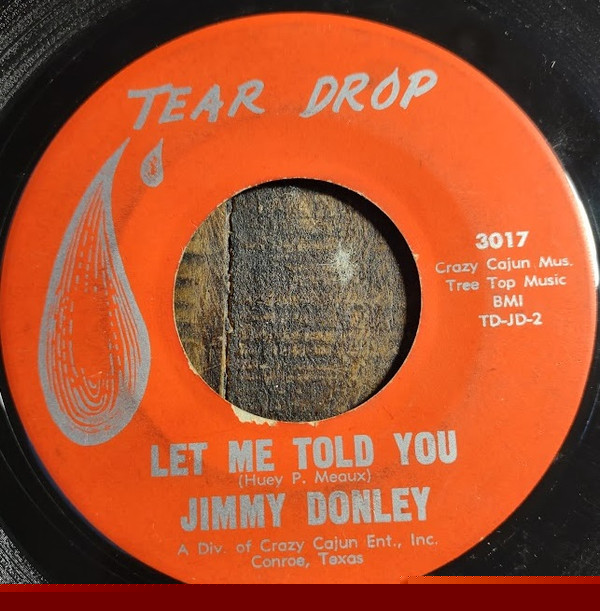 TEAR DROP
3017
Crazy Cajun Mus.
Tree Top Music
BMI
TD-JD-2
LET ME TOLD YOU
(Huey P. Meaux)
JIMMY DONLEY
A Div. of Crazy Cajun Ent., Inc.
Conroe, Texas